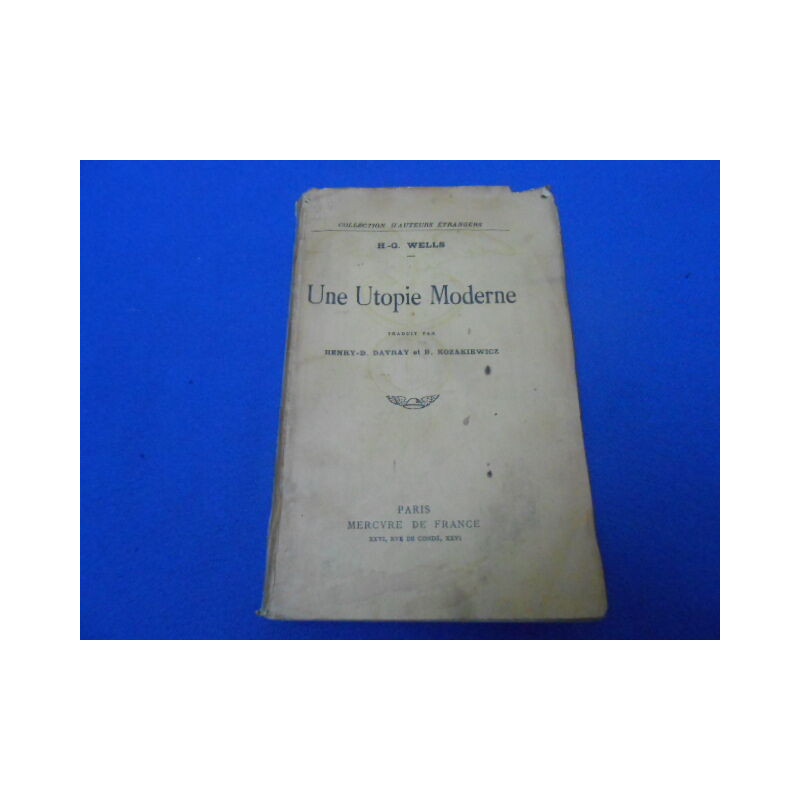 COLLECTION D'AUTEURS ÉTRANGERS
H.-G. WELLS
Une Utopie Moderne
TRADUIT PAR
HENRY-D. DAVRAY et B. KOZAKIEWICZ
PARIS
MERCVRE DE FRANCE
XXVI, RVE DE CONDÉ, XXVI